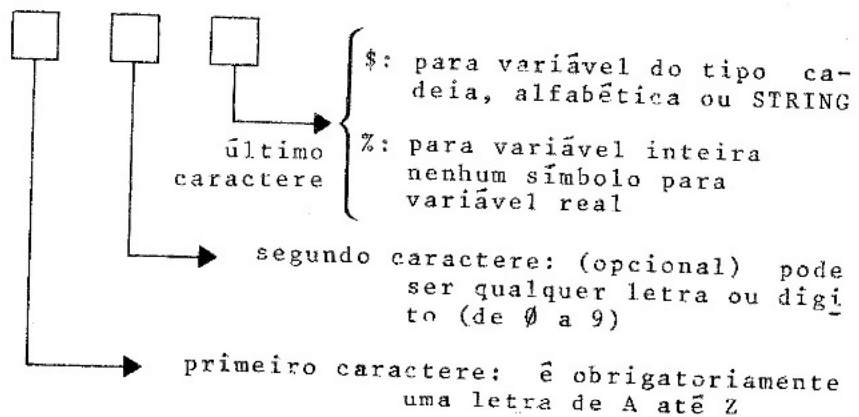 $: para variável do tipo ca-
deia, alfabética ou STRING
último
caractere
%: para variável inteira
nenhum símbolo para
variável real
segundo caractere: (opcional) pode
ser qualquer letra ou dígi
to (de Ø a 9)
primeiro caractere: é obrigatoriamente
uma letra de A até Z